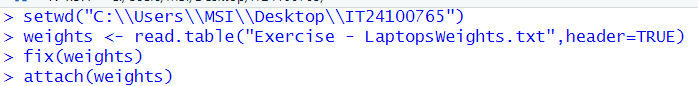 > setwd("C:\\Users\\MSI\\Desktop\\IT24100765")
> weights <- read.table("Exercise - LaptopsWeights.txt",header=TRUE)
> fix(weights)
> attach(weights)